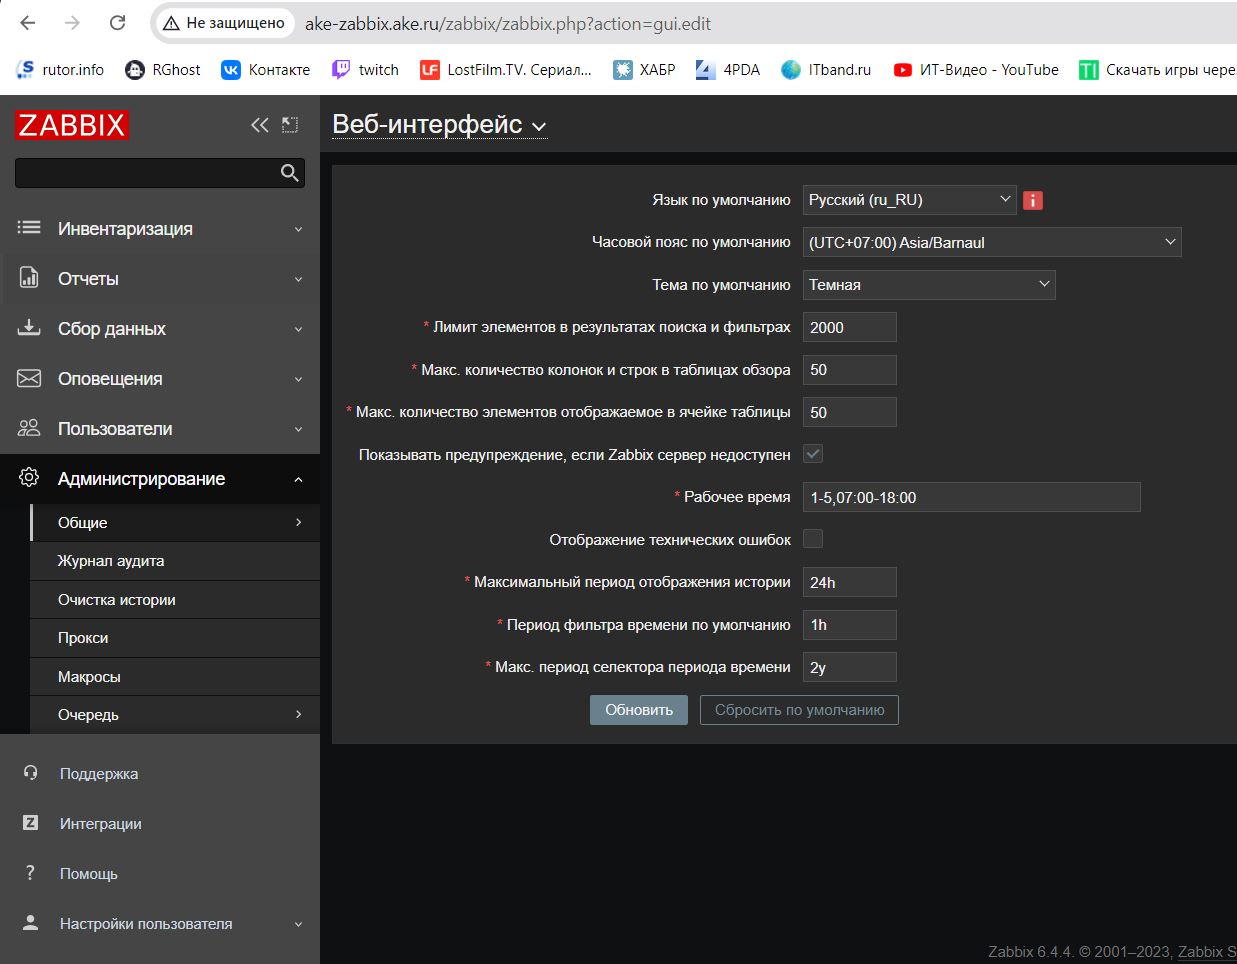 Не защищено ake-zabbix.ake.ru/zabbix/zabbix.php?action=gui.edit
rutor.info RGhost Контакте twitch LostFilm.TV. Сериал... ХАБР 4PDA ITband.ru ИТ-Видео - YouTube Скачать игры чере
ZABBIX
Инвентаризация
Отчеты
Сбор данных
Оповещения
Пользователи
Администрирование
Общие
Журнал аудита
Очистка истории
Прокси
Макросы
Очередь
Поддержка
Интеграции
Помощь
Настройки пользователя
Веб-интерфейс
Язык по умолчанию Русский (ru_RU)
Часовой пояс по умолчанию (UTC+07:00) Asia/Barnaul
Тема по умолчанию Темная
* Лимит элементов в результатах поиска и фильтрах 2000
* Макс. количество колонок и строк в таблицах обзора 50
* Макс. количество элементов отображаемое в ячейке таблицы 50
Показывать предупреждение, если Zabbix сервер недоступен
* Рабочее время 1-5,07:00-18:00
Отображение технических ошибок
* Максимальный период отображения истории 24h
* Период фильтра времени по умолчанию 1h
* Макс. период селектора периода времени 2y
Обновить Сбросить по умолчанию
Zabbix 6.4.4. © 2001–2023, Zabbix S